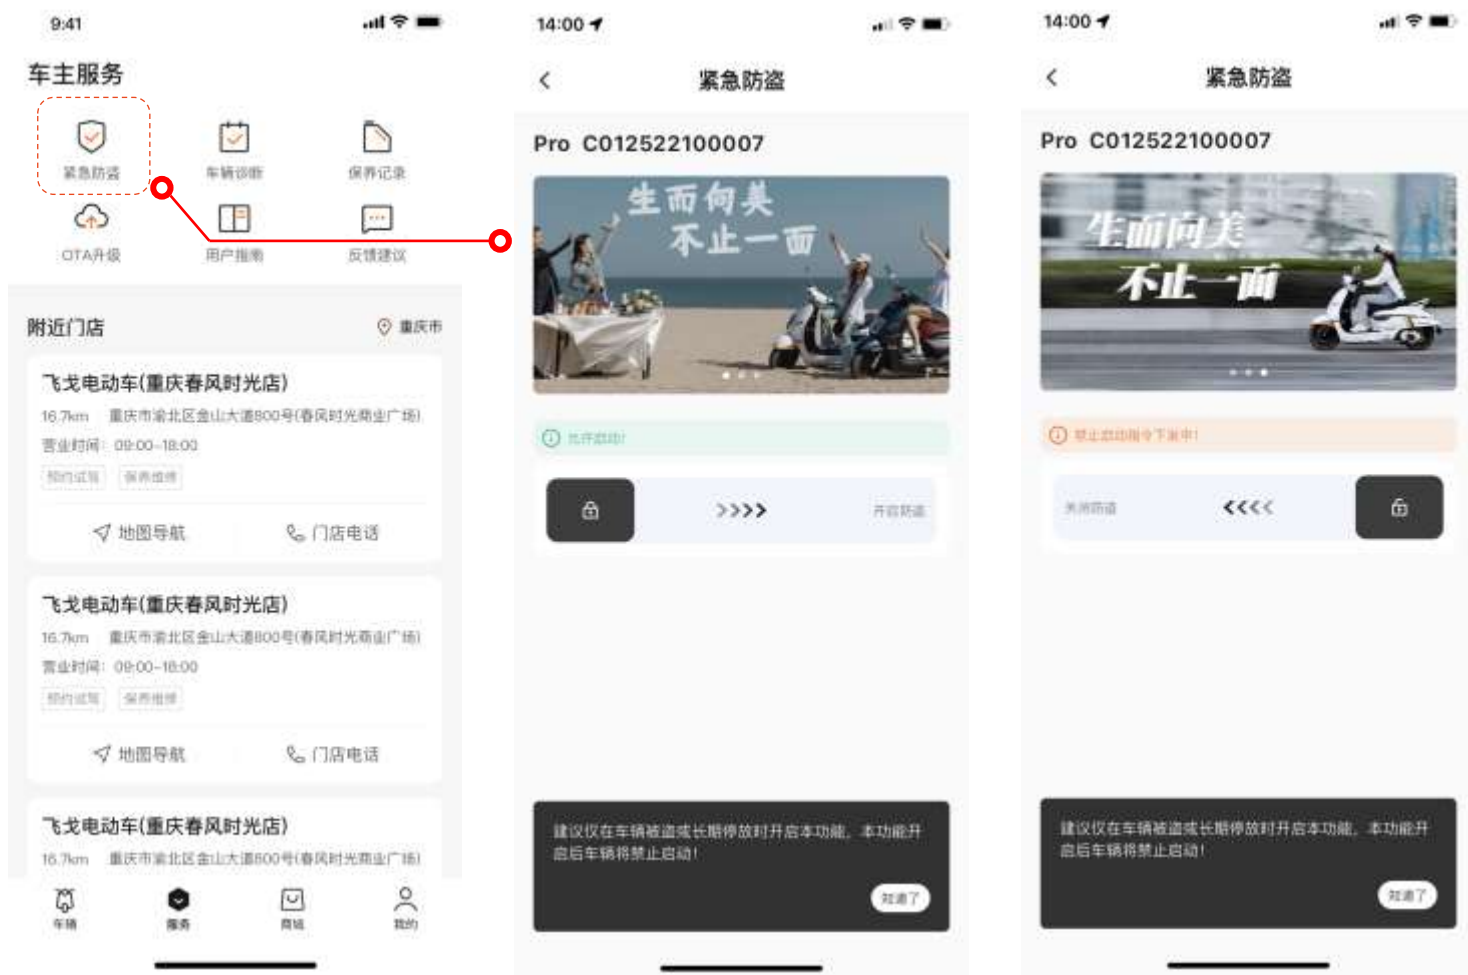 9:41
车主服务
紧急防盗
车辆诊断
保养记录
OTA升级
用户指南
反馈建议
附近门店
重庆市
飞戈电动车(重庆春风时光店)
16.7km 重庆市渝北区金山大道800号(春风时光商业广场)
营业时间：09:00-18:00
预约试驾 保养维修
地图导航 门店电话
飞戈电动车(重庆春风时光店)
16.7km 重庆市渝北区金山大道800号(春风时光商业广场)
营业时间：09:00-18:00
预约试驾 保养维修
地图导航 门店电话
飞戈电动车(重庆春风时光店)
16.7km 重庆市渝北区金山大道800号(春风时光商业广场)
车辆 服务 商城 我的
14:00
紧急防盗
Pro C012522100007
生而向美
不止一面
允许启动!
>>>> 开启防盗
建议仅在车辆被盗或长期停放时开启本功能，本功能开
启后车辆将禁止启动!
知道了
14:00
紧急防盗
Pro C012522100007
生而向美
不止一面
禁止启动指令下发中!
关闭防盗 <<<<
建议仅在车辆被盗或长期停放时开启本功能，本功能开
启后车辆将禁止启动!
知道了